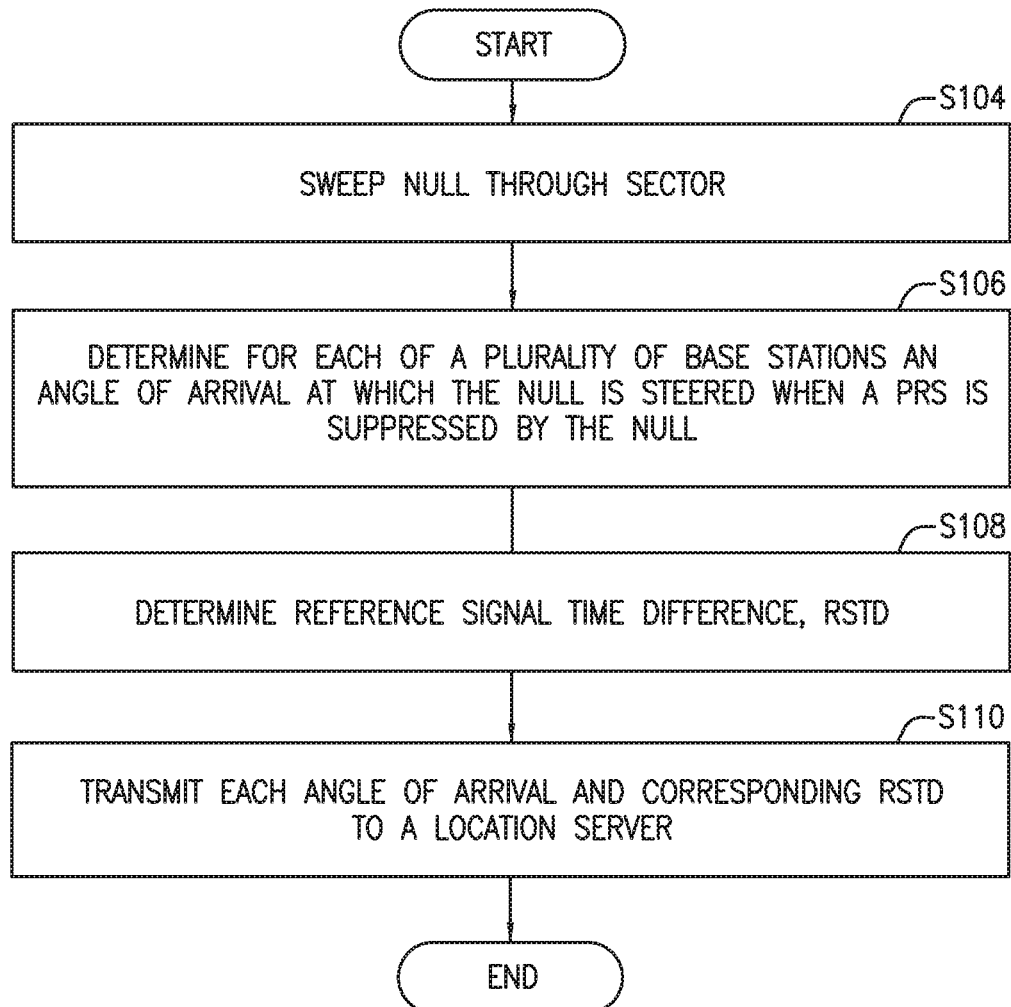 START
S104
SWEEP NULL THROUGH SECTOR
S106
DETERMINE FOR EACH OF A PLURALITY OF BASE STATIONS AN
ANGLE OF ARRIVAL AT WHICH THE NULL IS STEERED WHEN A PRS IS
SUPPRESSED BY THE NULL
S108
DETERMINE REFERENCE SIGNAL TIME DIFFERENCE, RSTD
S110
TRANSMIT EACH ANGLE OF ARRIVAL AND CORRESPONDING RSTD
TO A LOCATION SERVER
END